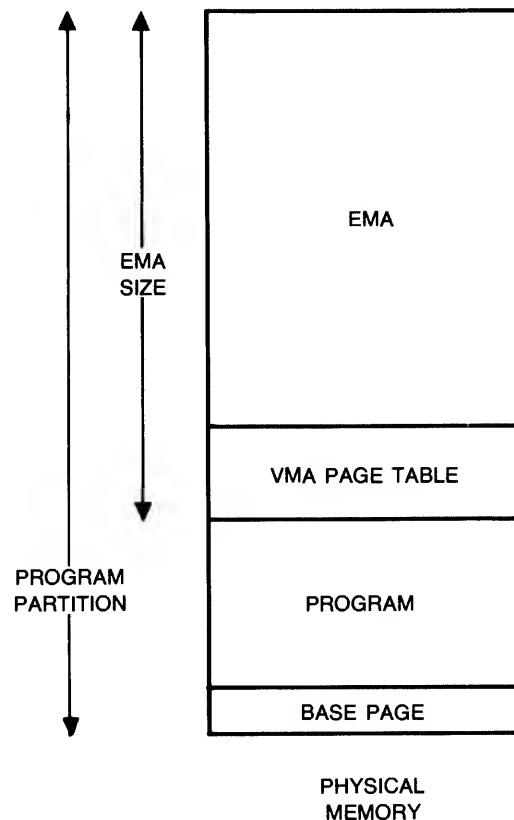 EMA
EMA
SIZE
VMA PAGE TABLE
PROGRAM
PARTITION
PROGRAM
BASE PAGE
PHYSICAL
MEMORY